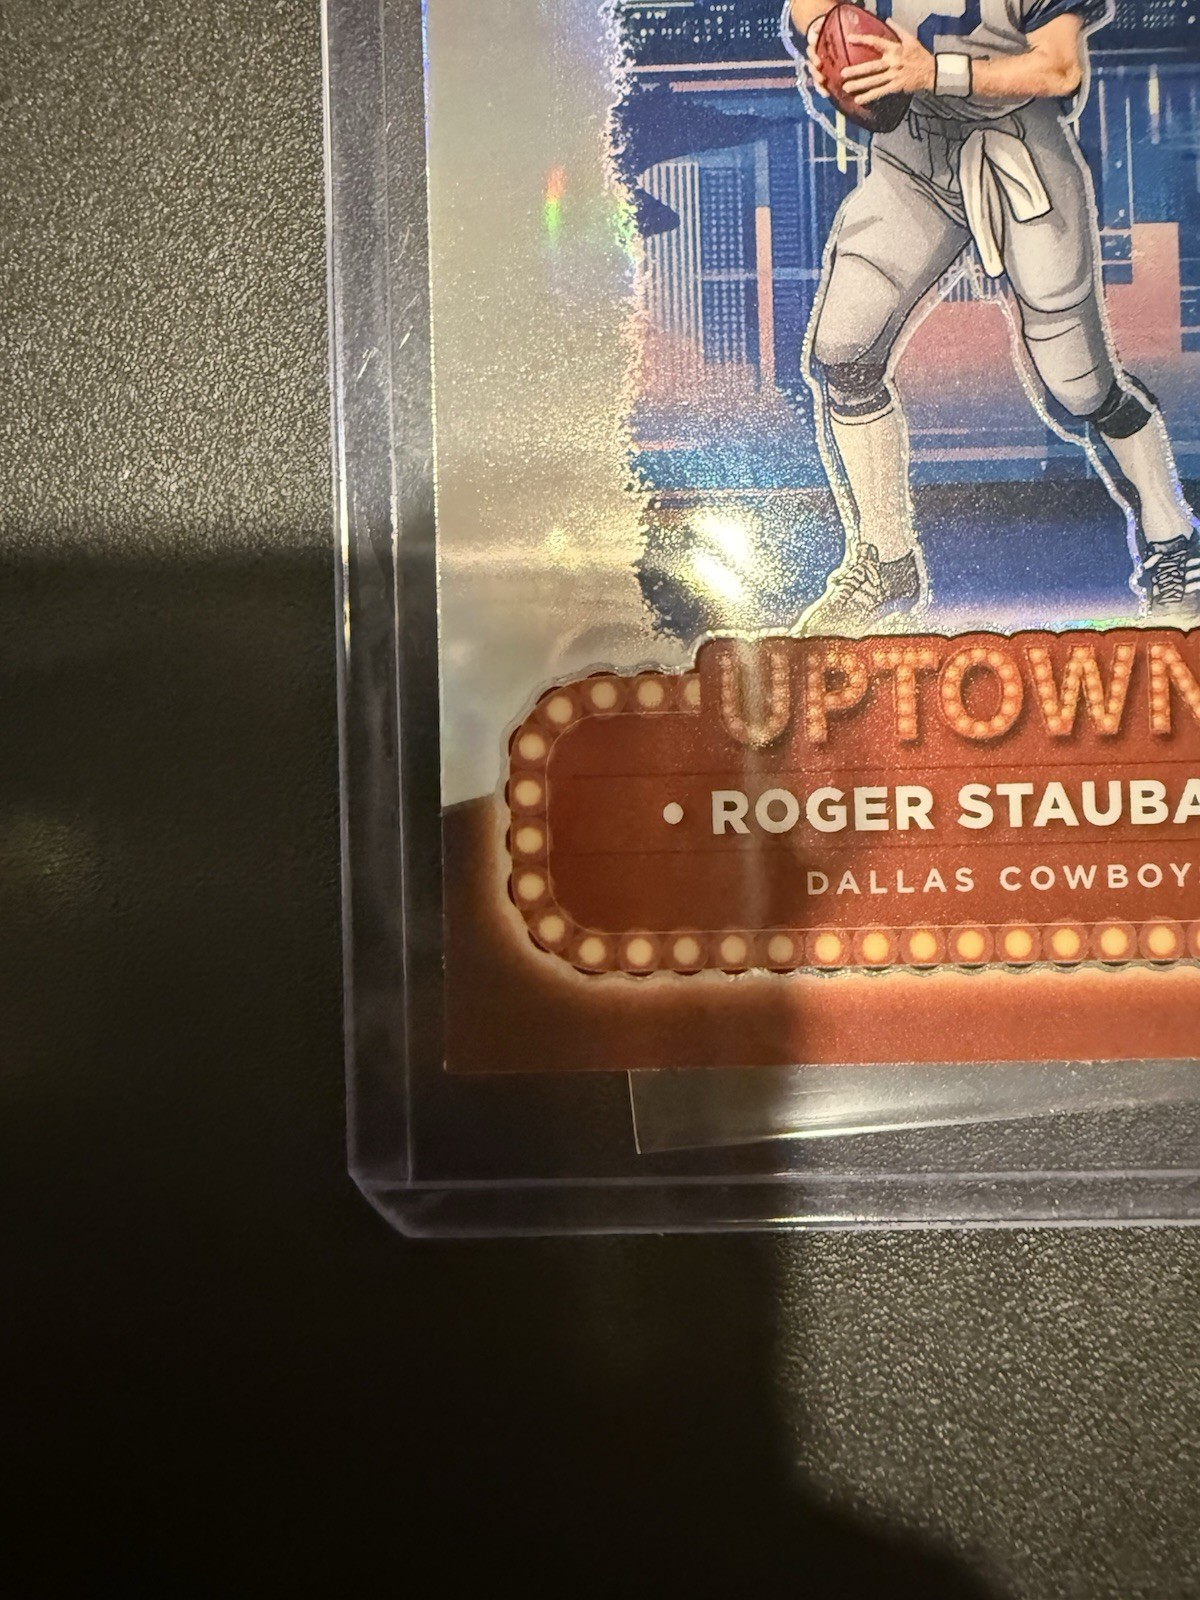 UPTOWN
• ROGER STAUBA
DALLAS COWBOY